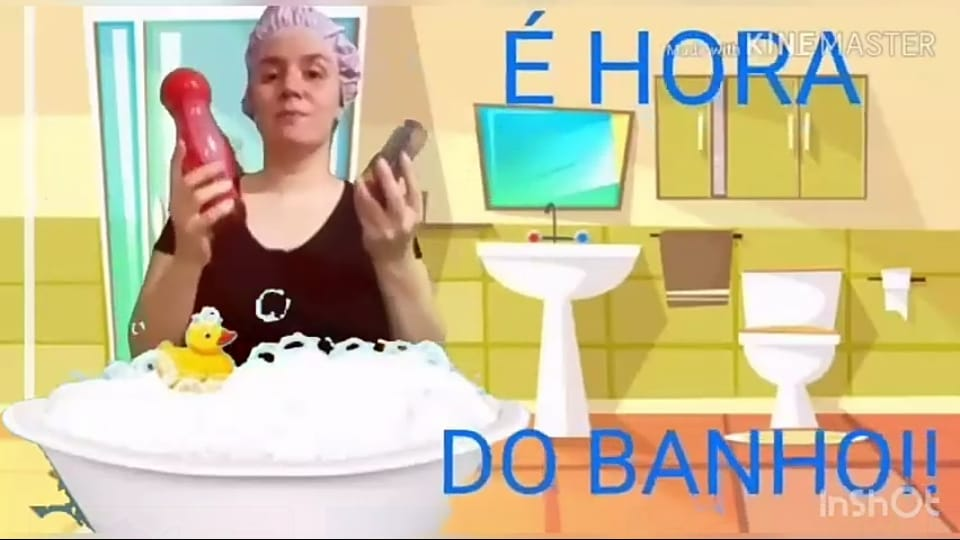 É HORA
Made with KINEMASTER
DO BANHO!!
InShOt